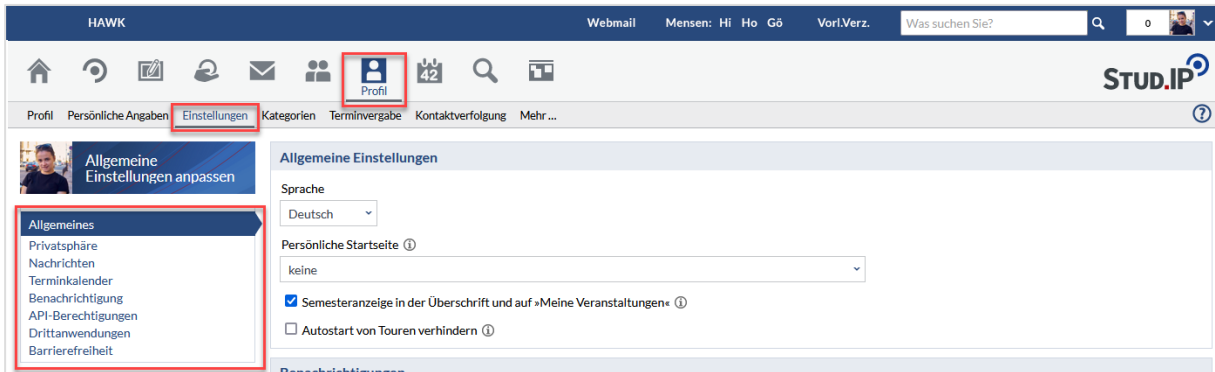 HAWK Webmail Mensen: Hi Ho Gö Vorl.Verz. Was suchen Sie? 0
42
Profil
STUD.IP
Profil Persönliche Angaben Einstellungen Kategorien Terminvergabe Kontaktverfolgung Mehr ...
Allgemeine
Einstellungen anpassen
Allgemeines
Privatsphäre
Nachrichten
Terminkalender
Benachrichtigung
API-Berechtigungen
Drittanwendungen
Barrierefreiheit
Allgemeine Einstellungen
Sprache
Deutsch
Persönliche Startseite
keine
Semesteranzeige in der Überschrift und auf »Meine Veranstaltungen«
Autostart von Touren verhindern
Benachrichtigungen